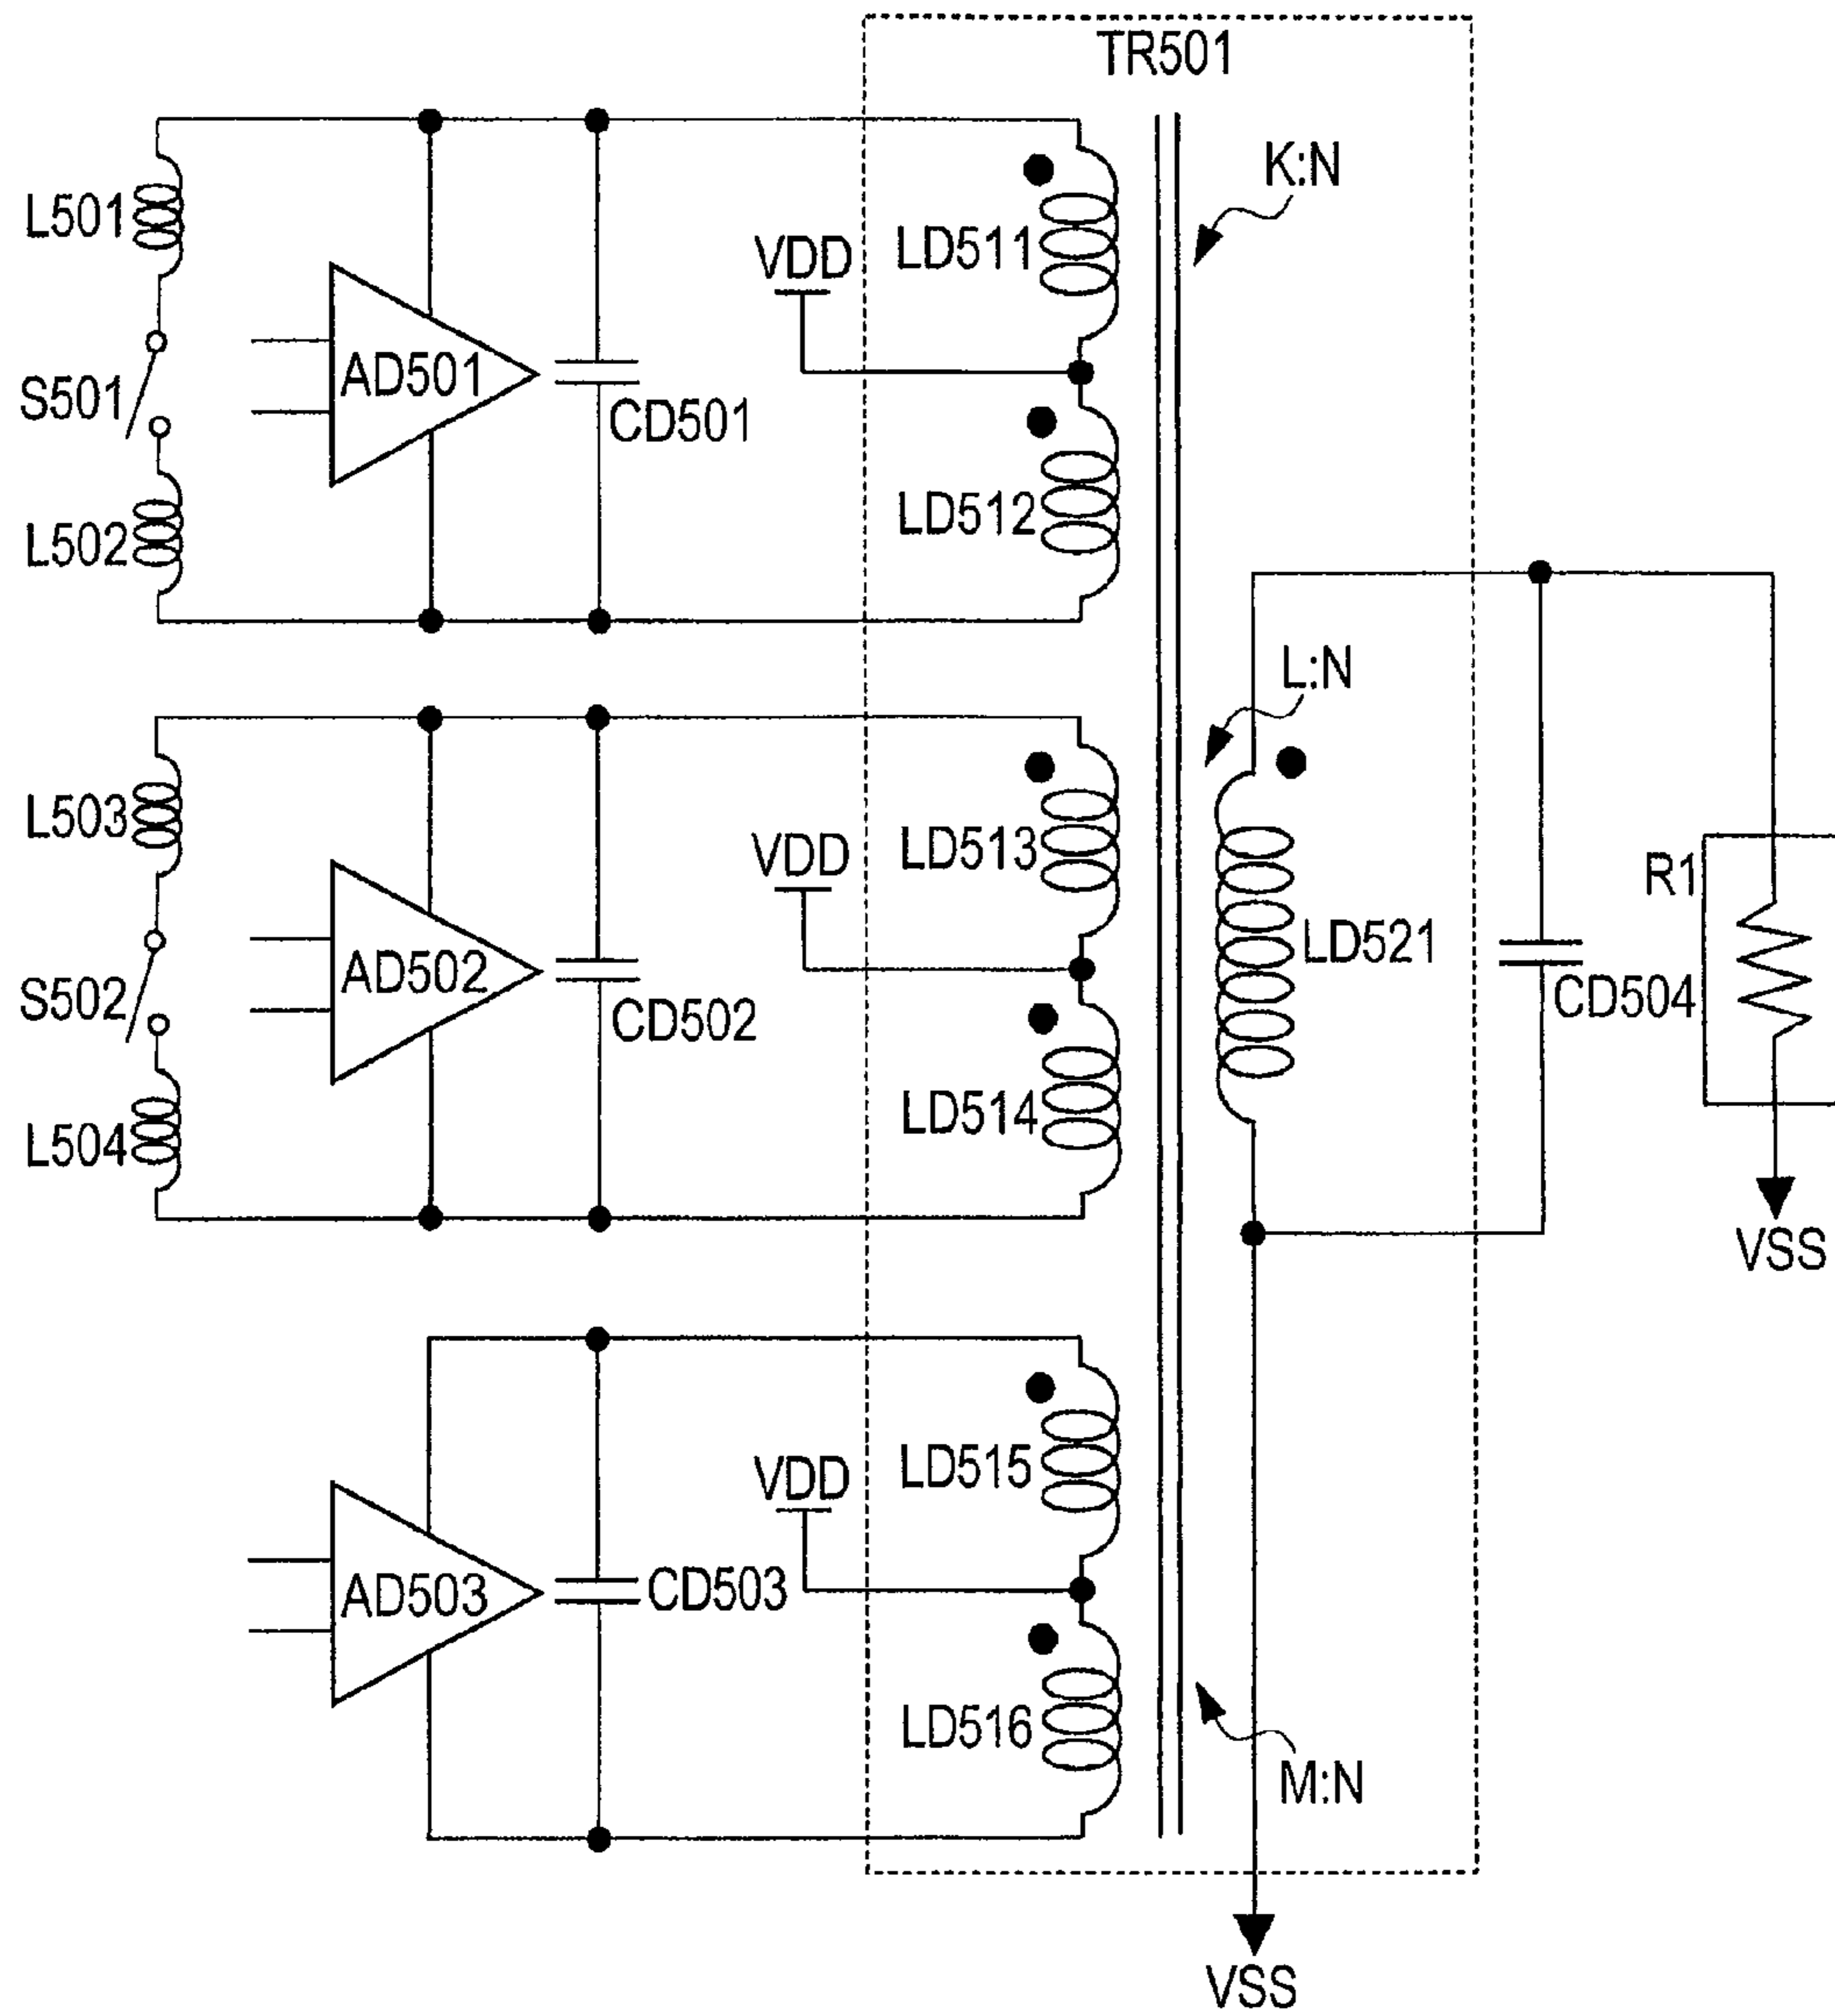 TR501
K:N
L501
VDD
LD511
S501
AD501
CD501
L502
LD512
L:N
L503
VDD
LD513
R1
S502
AD502
CD502
LD521
CD504
L504
LD514
VSS
VDD
LD515
AD503
CD503
LD516
M:N
VSS